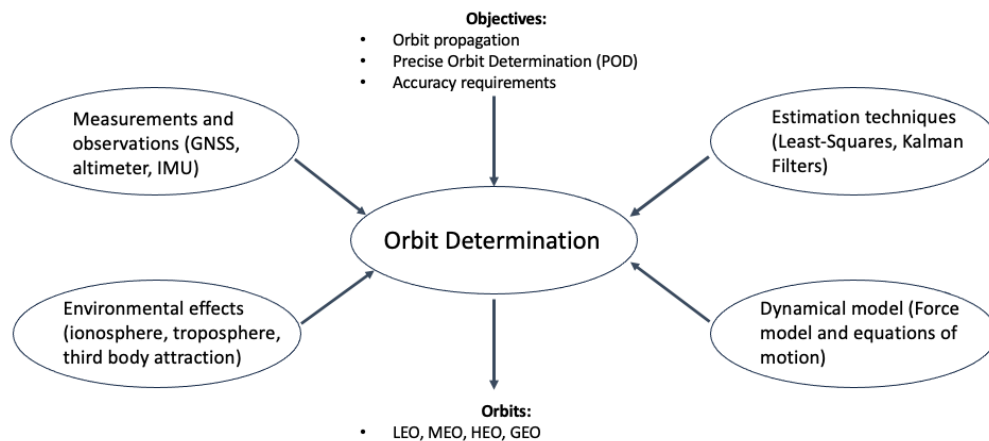 Objectives:
• Orbit propagation
• Precise Orbit Determination (POD)
• Accuracy requirements
Measurements and
observations (GNSS,
altimeter, IMU)
Estimation techniques
(Least-Squares, Kalman
Filters)
Orbit Determination
Environmental effects
(ionosphere, troposphere,
third body attraction)
Dynamical model (Force
model and equations of
motion)
Orbits:
• LEO, MEO, HEO, GEO